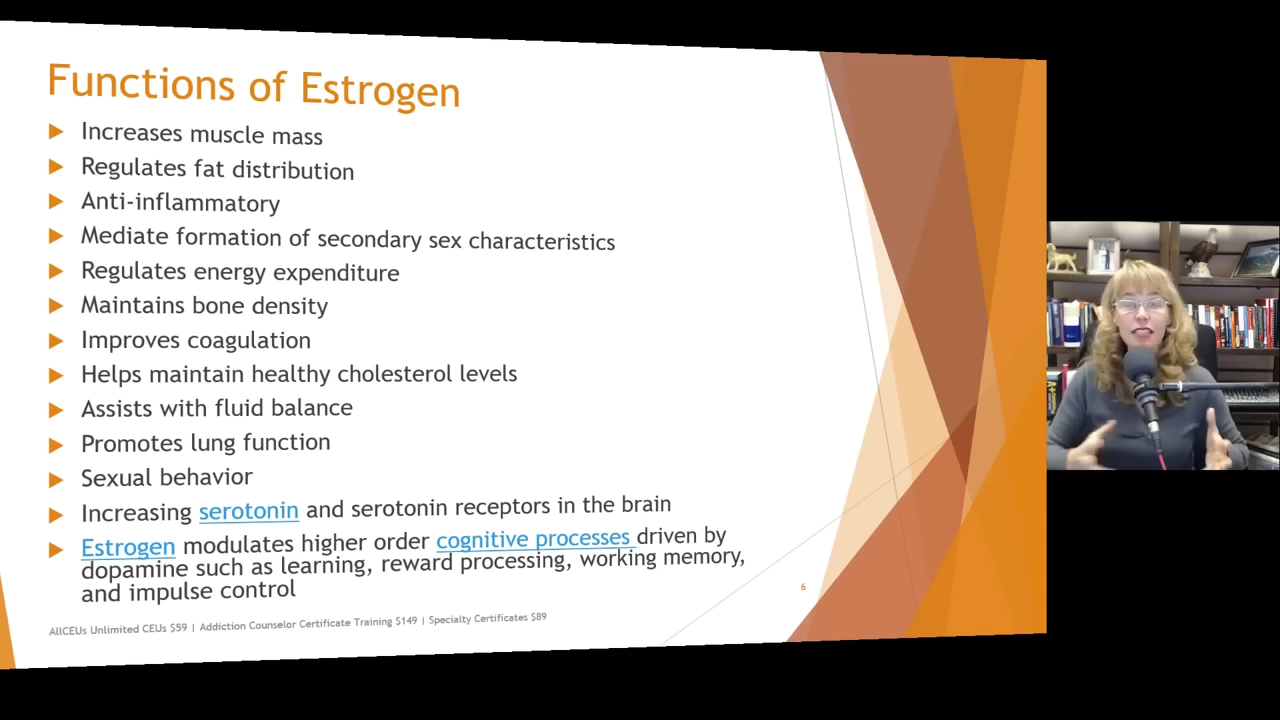 Functions of Estrogen
Increases muscle mass
Regulates fat distribution
Anti-inflammatory
Mediate formation of secondary sex characteristics
Regulates energy expenditure
Maintains bone density
Improves coagulation
Helps maintain healthy cholesterol levels
Assists with fluid balance
Promotes lung function
Sexual behavior
Increasing serotonin and serotonin receptors in the brain
Estrogen modulates higher order cognitive processes driven by
dopamine such as learning, reward processing, working memory,
and impulse control
6
AllCEUs Unlimited CEUs $59 | Addiction Counselor Certificate Training $149 | Specialty Certificates $89